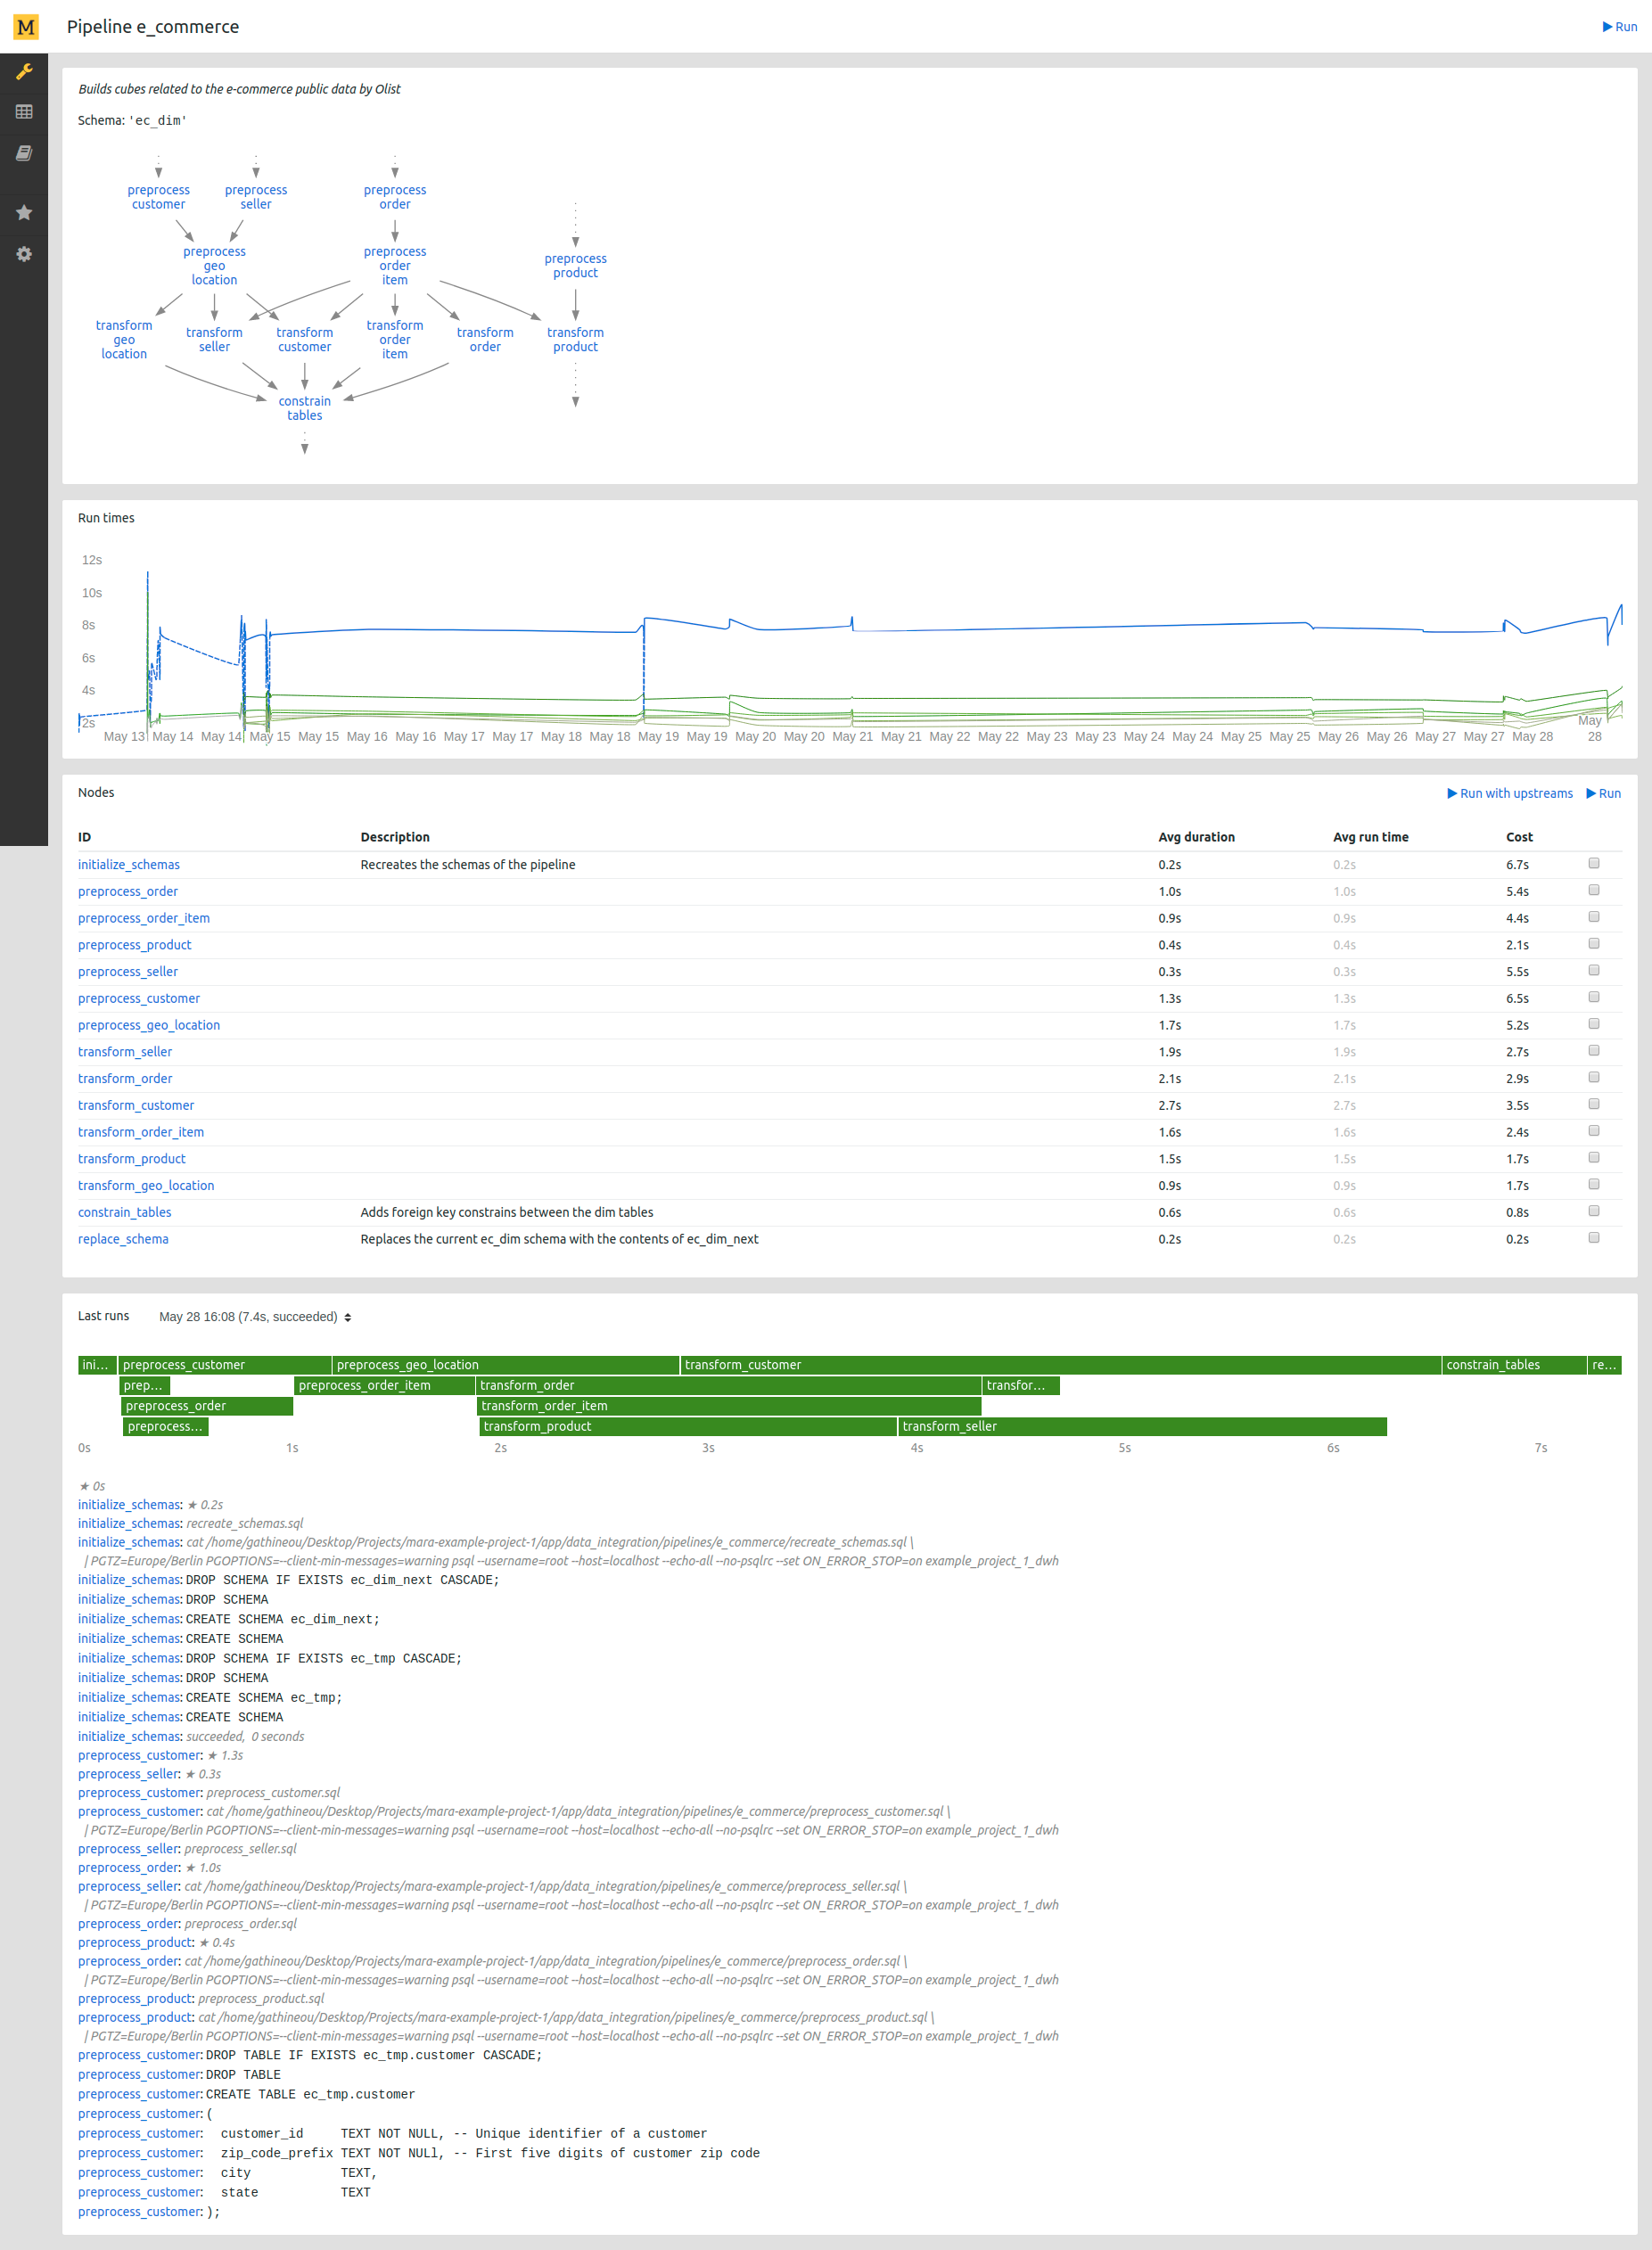 M
Pipeline e_commerce
Run
Builds cubes related to the e-commerce public data by Olist
Schema: 'ec_dim'
preprocess
customer
preprocess
seller
preprocess
order
preprocess
geo
location
preprocess
order
item
preprocess
product
transform
geo
location
transform
seller
transform
customer
transform
order
item
transform
order
transform
product
constrain
tables
Run times
12s
10s
8s
6s
4s
2s
May 13 May 14 May 14 May 15 May 15 May 16 May 16 May 17 May 17 May 18 May 18 May 19 May 19 May 20 May 20 May 21 May 21 May 22 May 22 May 23 May 23 May 24 May 24 May 25 May 25 May 26 May 26 May 27 May 27 May 28 May 28
Nodes
Run with upstreams Run
ID Description Avg duration Avg run time Cost
initialize_schemas Recreates the schemas of the pipeline 0.2s 0.2s 6.7s
preprocess_order 1.0s 1.0s 5.4s
preprocess_order_item 0.9s 0.9s 4.4s
preprocess_product 0.4s 0.4s 2.1s
preprocess_seller 0.3s 0.3s 5.5s
preprocess_customer 1.3s 1.3s 6.5s
preprocess_geo_location 1.7s 1.7s 5.2s
transform_seller 1.9s 1.9s 2.7s
transform_order 2.1s 2.1s 2.9s
transform_customer 2.7s 2.7s 3.5s
transform_order_item 1.6s 1.6s 2.4s
transform_product 1.5s 1.5s 1.7s
transform_geo_location 0.9s 0.9s 1.7s
constrain_tables Adds foreign key constrains between the dim tables 0.6s 0.6s 0.8s
replace_schema Replaces the current ec_dim schema with the contents of ec_dim_next 0.2s 0.2s 0.2s
Last runs May 28 16:08 (7.4s, succeeded)
ini... preprocess_customer preprocess_geo_location transform_customer constrain_tables re...
prep... preprocess_order_item transform_order transfor...
preprocess_order transform_order_item
preprocess... transform_product transform_seller
0s 1s 2s 3s 4s 5s 6s 7s
★ 0s
initialize_schemas: ★ 0.2s
initialize_schemas: recreate_schemas.sql
initialize_schemas: cat /home/gathineou/Desktop/Projects/mara-example-project-1/app/data_integration/pipelines/e_commerce/recreate_schemas.sql \
| PGTZ=Europe/Berlin PGOPTIONS=--client-min-messages=warning psql --username=root --host=localhost --echo-all --no-psqlrc --set ON_ERROR_STOP=on example_project_1_dwh
initialize_schemas: DROP SCHEMA IF EXISTS ec_dim_next CASCADE;
initialize_schemas: DROP SCHEMA
initialize_schemas: CREATE SCHEMA ec_dim_next;
initialize_schemas: CREATE SCHEMA
initialize_schemas: DROP SCHEMA IF EXISTS ec_tmp CASCADE;
initialize_schemas: DROP SCHEMA
initialize_schemas: CREATE SCHEMA ec_tmp;
initialize_schemas: CREATE SCHEMA
initialize_schemas: succeeded, 0 seconds
preprocess_customer: ★ 1.3s
preprocess_seller: ★ 0.3s
preprocess_customer: preprocess_customer.sql
preprocess_customer: cat /home/gathineou/Desktop/Projects/mara-example-project-1/app/data_integration/pipelines/e_commerce/preprocess_customer.sql \
| PGTZ=Europe/Berlin PGOPTIONS=--client-min-messages=warning psql --username=root --host=localhost --echo-all --no-psqlrc --set ON_ERROR_STOP=on example_project_1_dwh
preprocess_seller: preprocess_seller.sql
preprocess_order: ★ 1.0s
preprocess_seller: cat /home/gathineou/Desktop/Projects/mara-example-project-1/app/data_integration/pipelines/e_commerce/preprocess_seller.sql \
| PGTZ=Europe/Berlin PGOPTIONS=--client-min-messages=warning psql --username=root --host=localhost --echo-all --no-psqlrc --set ON_ERROR_STOP=on example_project_1_dwh
preprocess_order: preprocess_order.sql
preprocess_product: ★ 0.4s
preprocess_order: cat /home/gathineou/Desktop/Projects/mara-example-project-1/app/data_integration/pipelines/e_commerce/preprocess_order.sql \
| PGTZ=Europe/Berlin PGOPTIONS=--client-min-messages=warning psql --username=root --host=localhost --echo-all --no-psqlrc --set ON_ERROR_STOP=on example_project_1_dwh
preprocess_product: preprocess_product.sql
preprocess_product: cat /home/gathineou/Desktop/Projects/mara-example-project-1/app/data_integration/pipelines/e_commerce/preprocess_product.sql \
| PGTZ=Europe/Berlin PGOPTIONS=--client-min-messages=warning psql --username=root --host=localhost --echo-all --no-psqlrc --set ON_ERROR_STOP=on example_project_1_dwh
preprocess_customer: DROP TABLE IF EXISTS ec_tmp.customer CASCADE;
preprocess_customer: DROP TABLE
preprocess_customer: CREATE TABLE ec_tmp.customer
preprocess_customer: (
preprocess_customer: customer_id TEXT NOT NULL, -- Unique identifier of a customer
preprocess_customer: zip_code_prefix TEXT NOT NULl, -- First five digits of customer zip code
preprocess_customer: city TEXT,
preprocess_customer: state TEXT
preprocess_customer: );